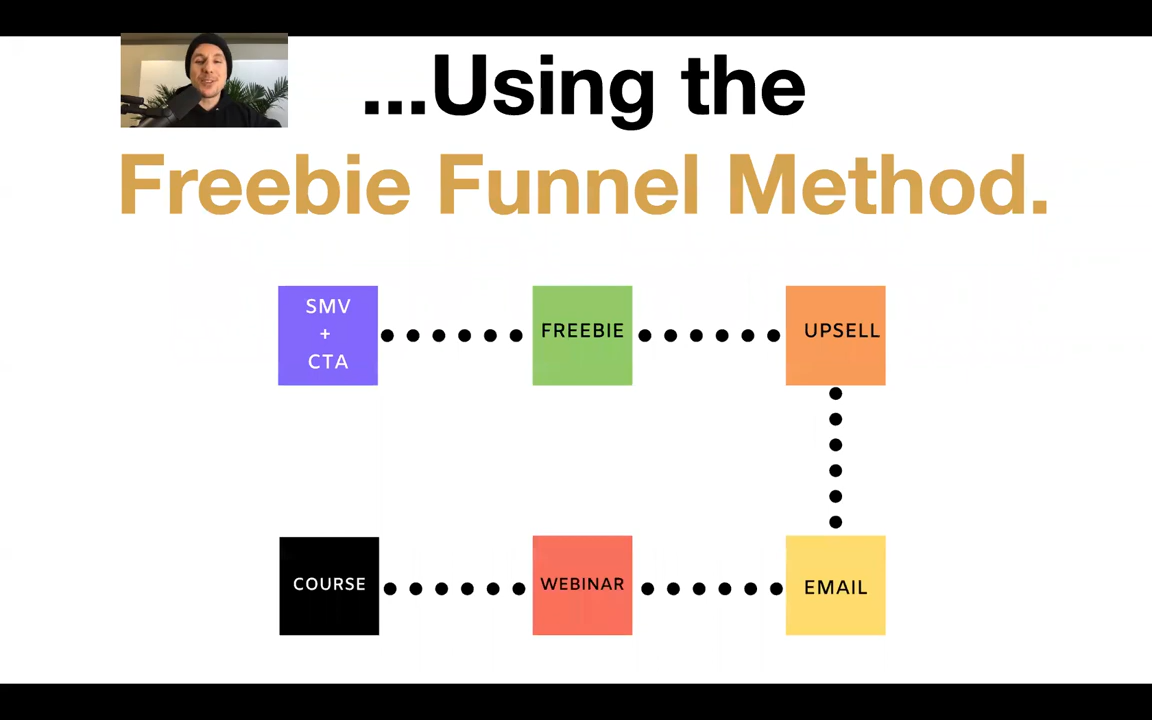 ...Using the
Freebie Funnel Method.
SMV
+
CTA
FREEBIE
UPSELL
COURSE
WEBINAR
EMAIL